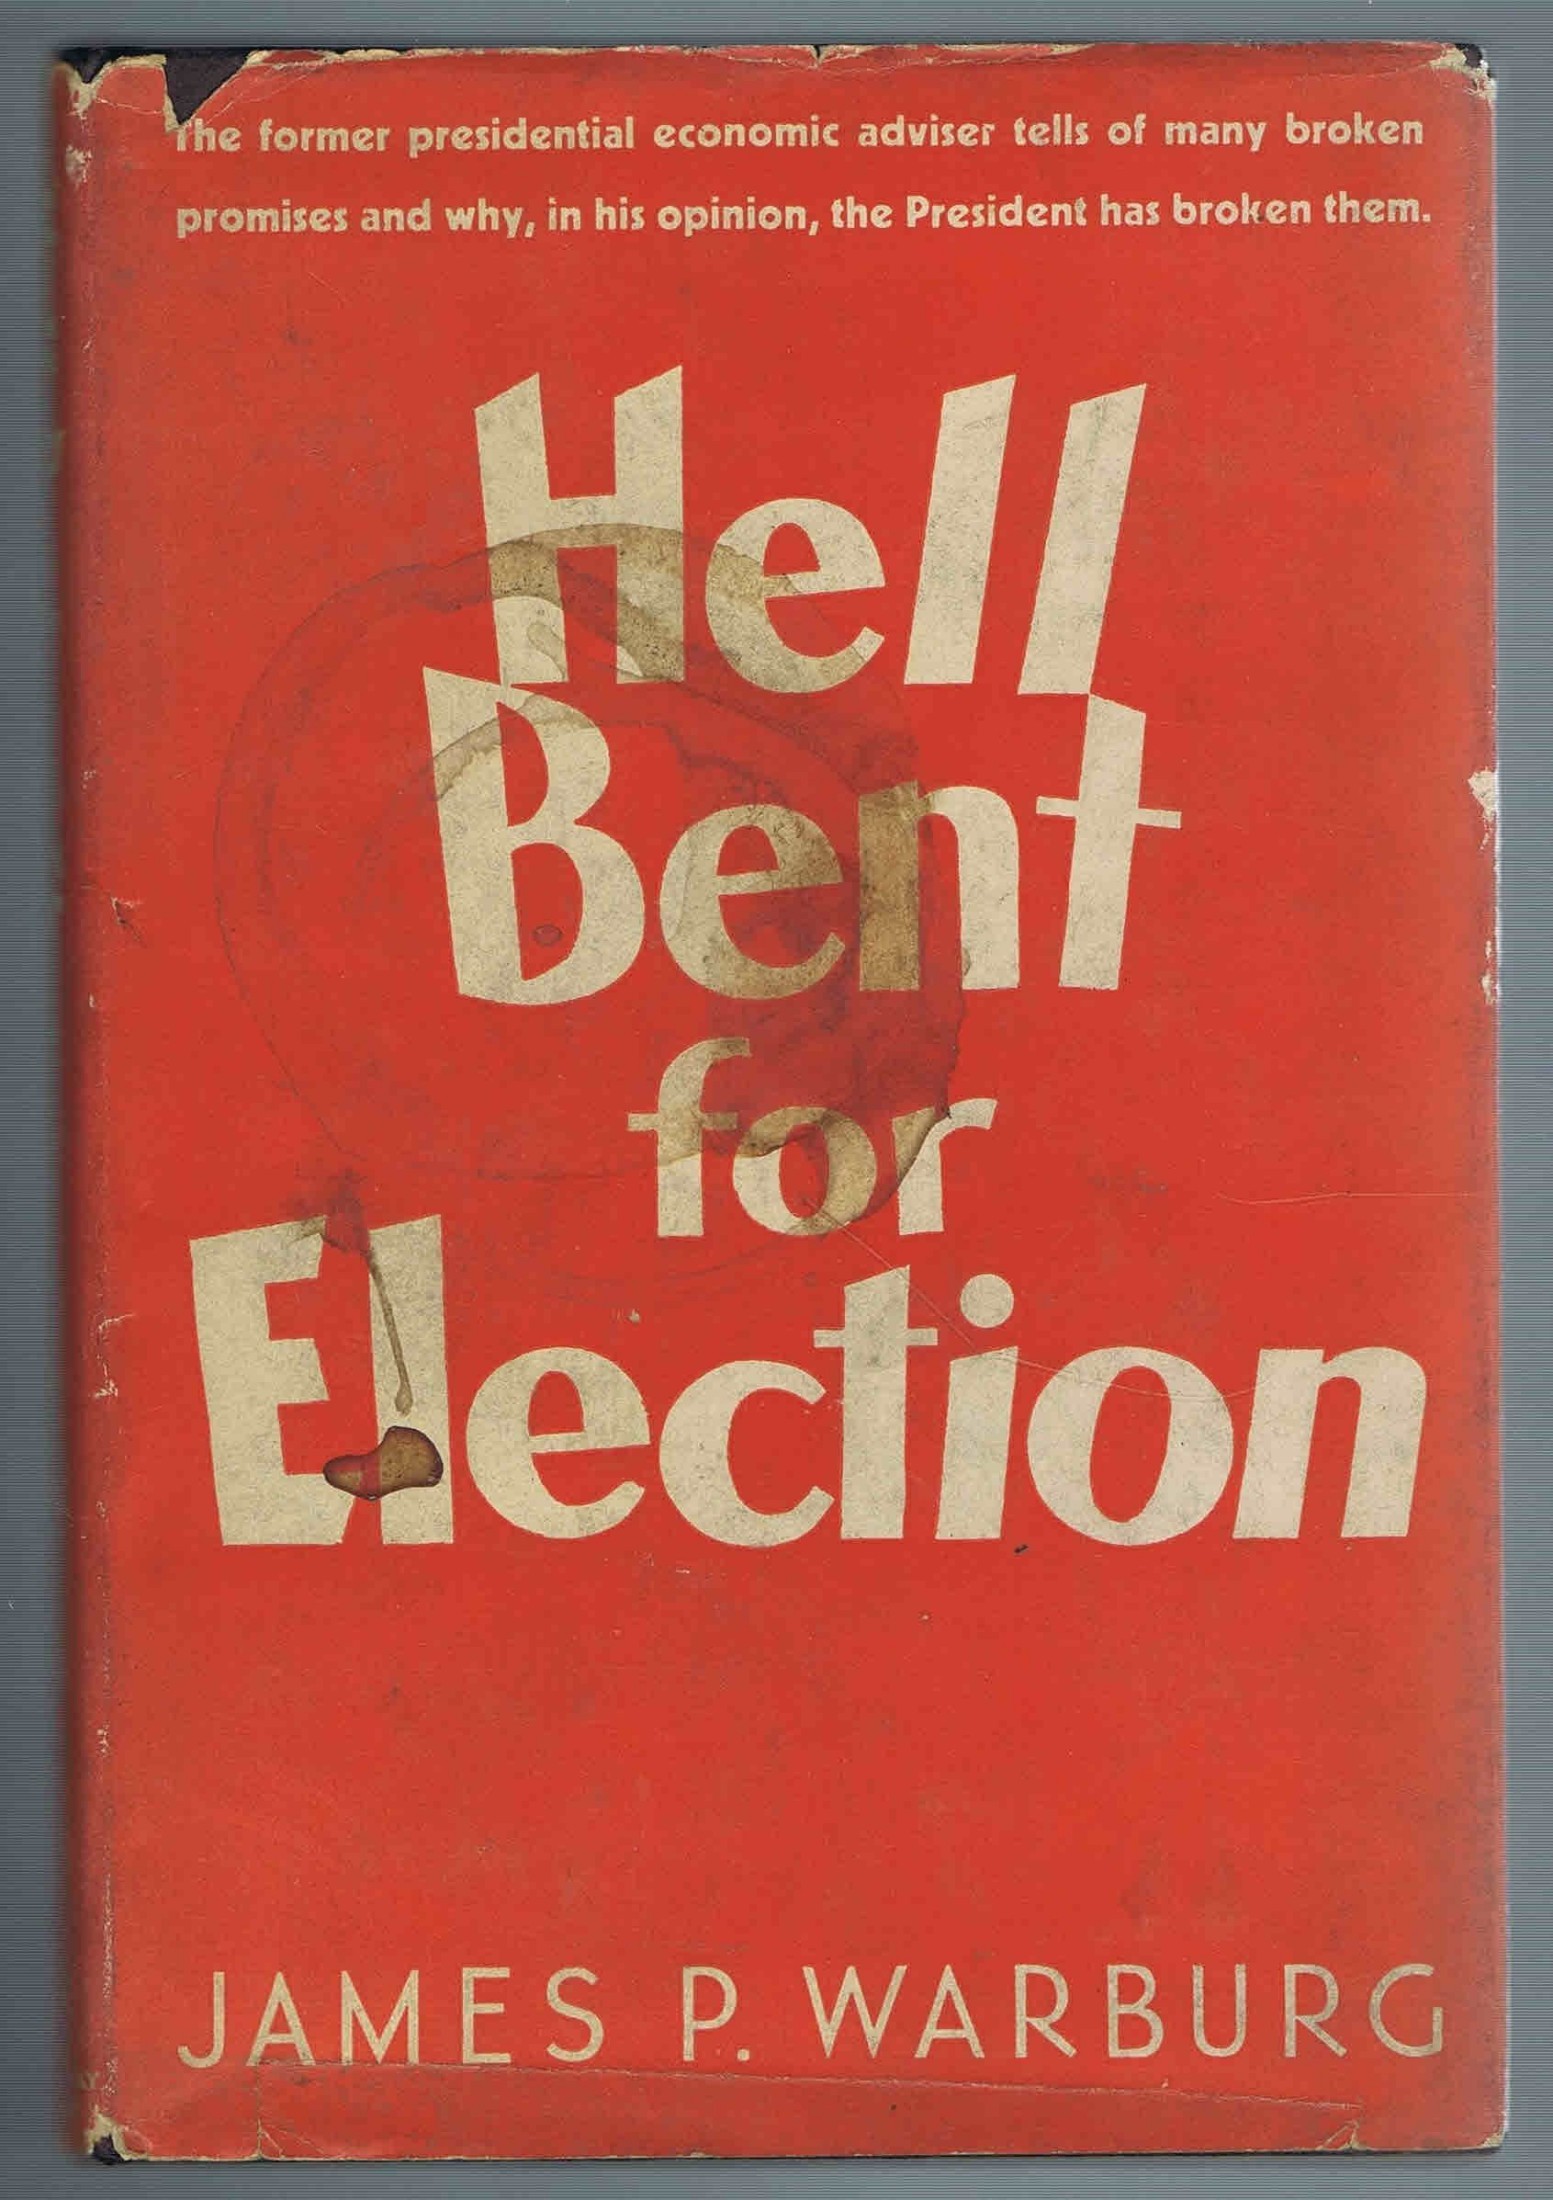 The former presidential economic adviser tells of many broken
promises and why, in his opinion, the President has broken them.
Hell
Bent
for
Election
JAMES P. WARBURG